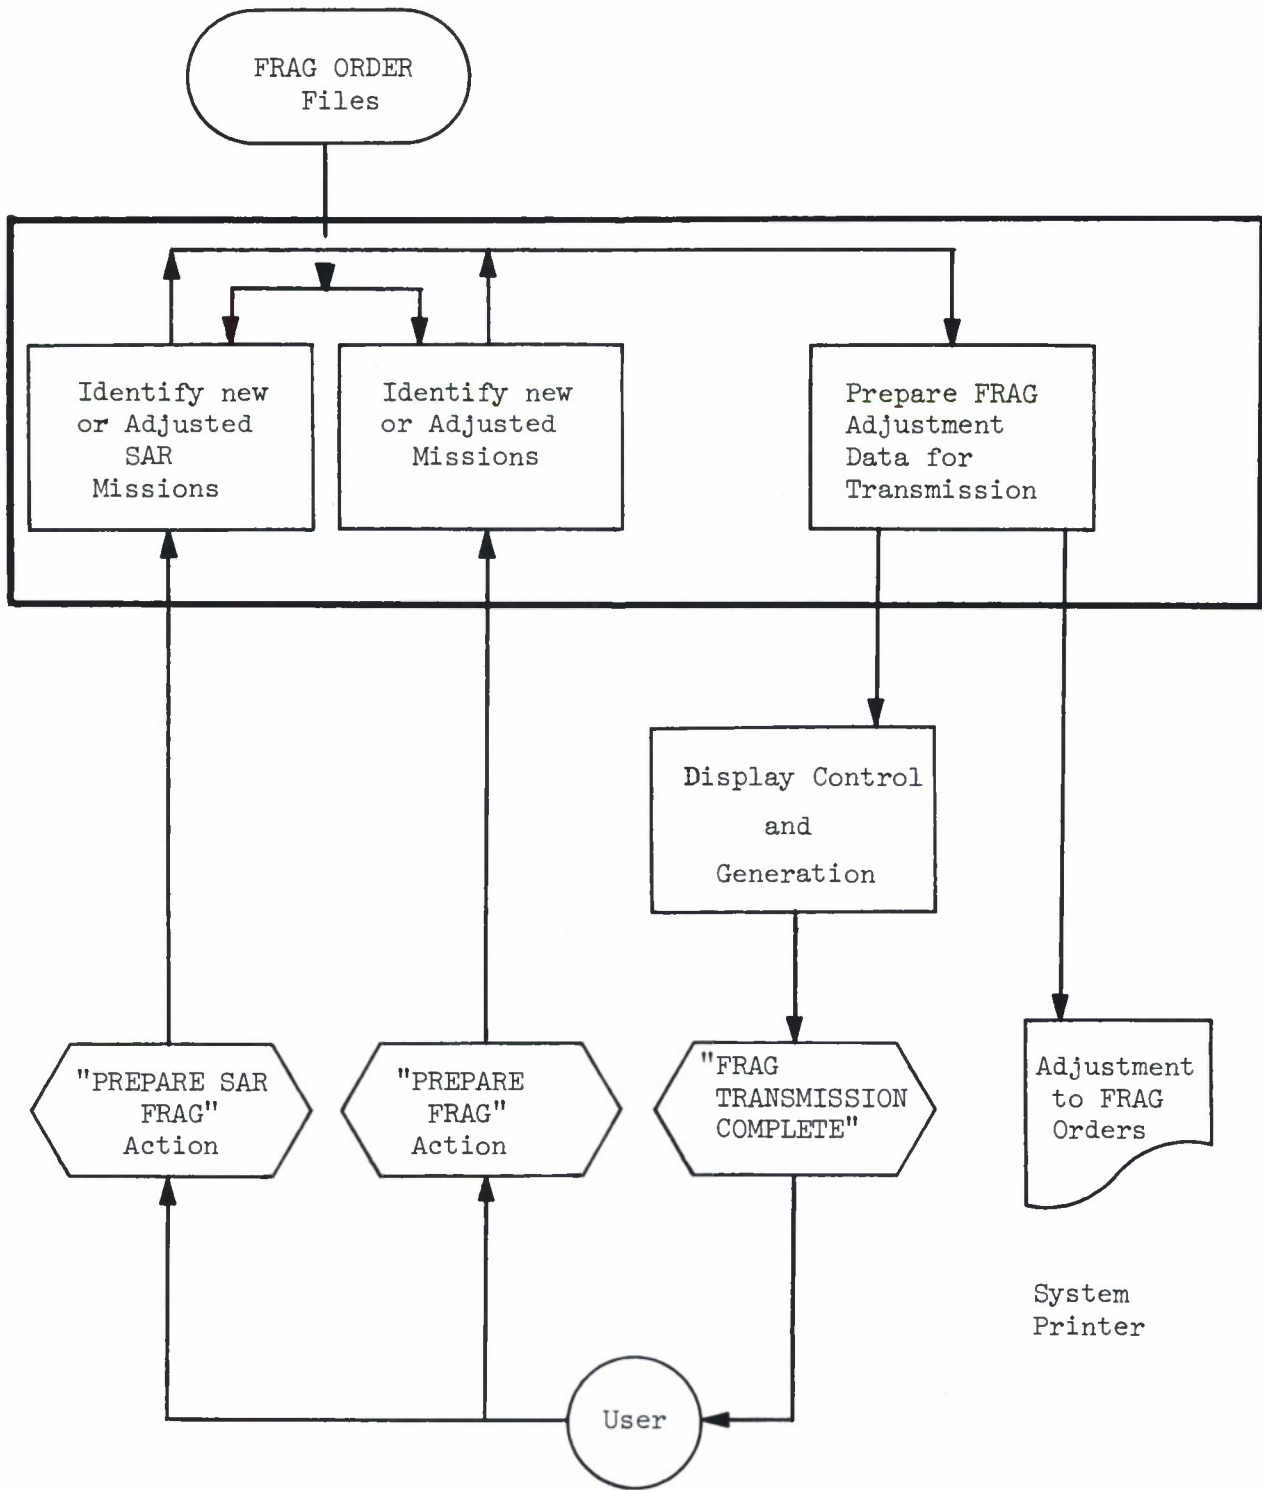 FRAG ORDER
Files
Identify new
or Adjusted
SAR
Missions
Identify new
or Adjusted
Missions
Prepare FRAG
Adjustment
Data for
Transmission
Display Control
and
Generation
"PREPARE SAR
FRAG"
Action
"PREPARE
FRAG"
Action
"FRAG
TRANSMISSION
COMPLETE"
Adjustment
to FRAG
Orders
System
Printer
User